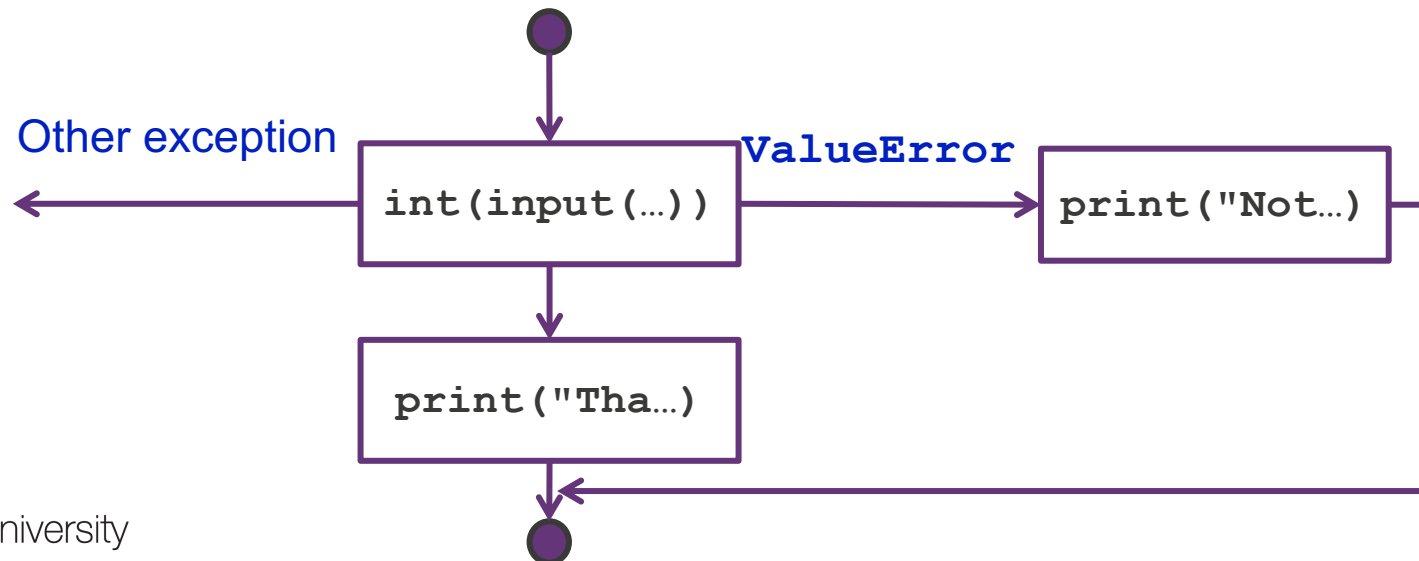 Other exception
ValueError
int(input(…))
print("Not…)
print("Tha…)
niversity